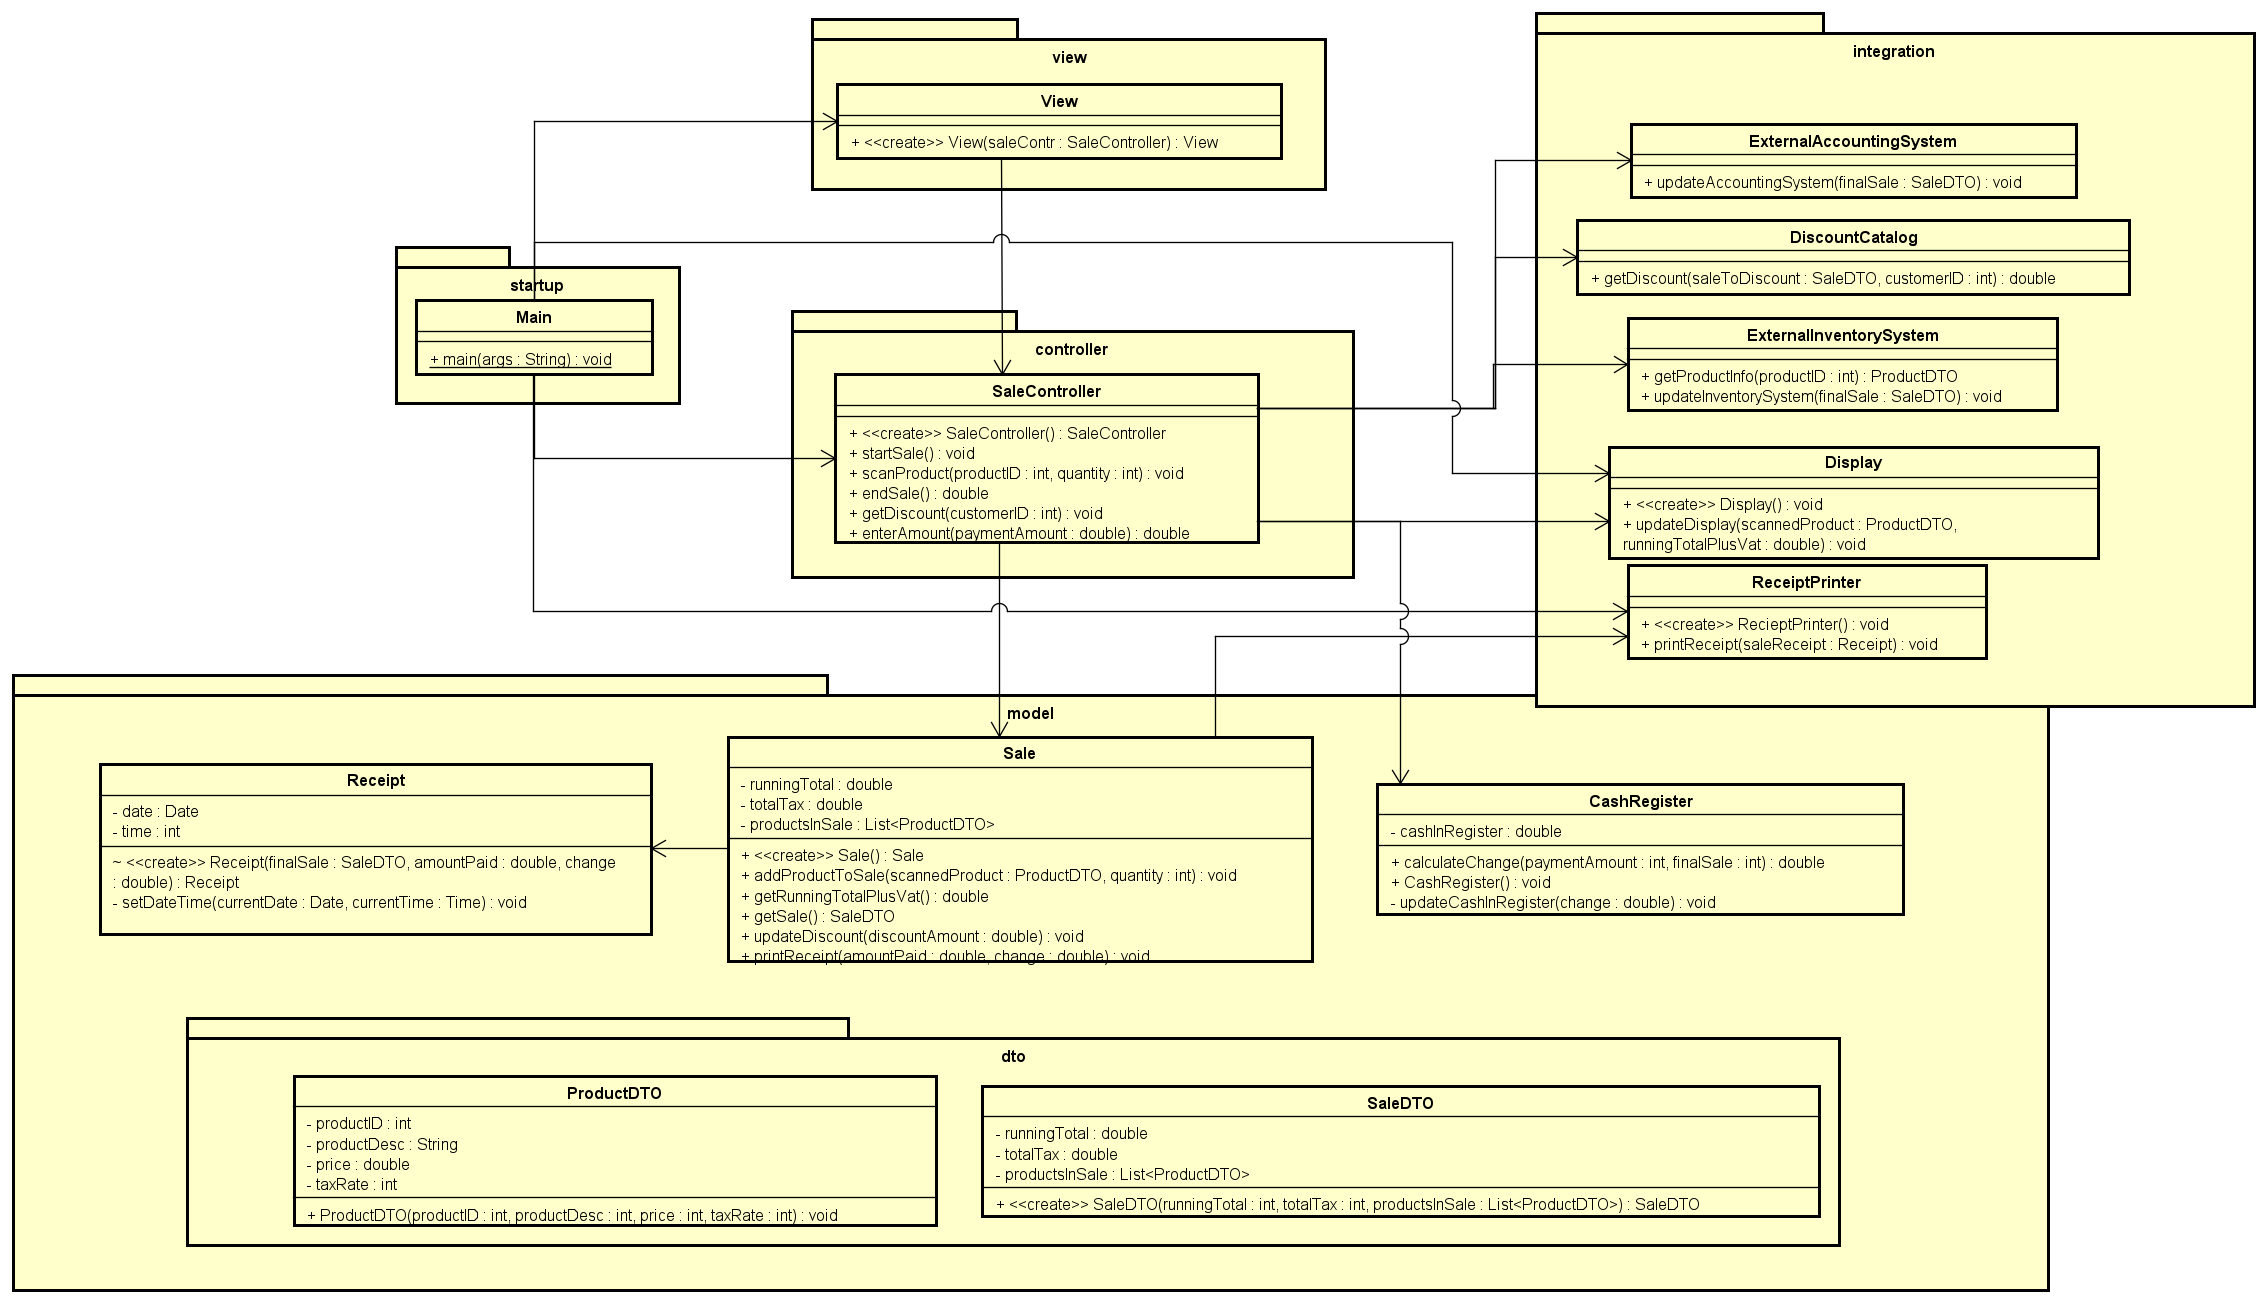 view
View
+ <<create>> View(saleContr : SaleController) : View
integration
ExternalAccountingSystem
+ updateAccountingSystem(finalSale : SaleDTO) : void
DiscountCatalog
+ getDiscount(saleToDiscount : SaleDTO, customerID : int) : double
ExternalInventorySystem
+ getProductInfo(productID : int) : ProductDTO
+ updateInventorySystem(finalSale : SaleDTO) : void
Display
+ <<create>> Display() : void
+ updateDisplay(scannedProduct : ProductDTO,
runningTotalPlusVat : double) : void
ReceiptPrinter
+ <<create>> RecieptPrinter() : void
+ printReceipt(saleReceipt : Receipt) : void
startup
Main
+ main(args : String) : void
controller
SaleController
+ <<create>> SaleController() : SaleController
+ startSale() : void
+ scanProduct(productID : int, quantity : int) : void
+ endSale() : double
+ getDiscount(customerID : int) : void
+ enterAmount(paymentAmount : double) : double
model
Receipt
- date : Date
- time : int
~ <<create>> Receipt(finalSale : SaleDTO, amountPaid : double, change
: double) : Receipt
- setDateTime(currentDate : Date, currentTime : Time) : void
Sale
- runningTotal : double
- totalTax : double
- productsInSale : List<ProductDTO>
+ <<create>> Sale() : Sale
+ addProductToSale(scannedProduct : ProductDTO, quantity : int) : void
+ getRunningTotalPlusVat() : double
+ getSale() : SaleDTO
+ updateDiscount(discountAmount : double) : void
+ printReceipt(amountPaid : double, change : double) : void
CashRegister
- cashInRegister : double
+ calculateChange(paymentAmount : int, finalSale : int) : double
+ CashRegister() : void
- updateCashInRegister(change : double) : void
dto
ProductDTO
- productID : int
- productDesc : String
- price : double
- taxRate : int
+ ProductDTO(productID : int, productDesc : int, price : int, taxRate : int) : void
SaleDTO
- runningTotal : double
- totalTax : double
- productsInSale : List<ProductDTO>
+ <<create>> SaleDTO(runningTotal : int, totalTax : int, productsInSale : List<ProductDTO>) : SaleDTO